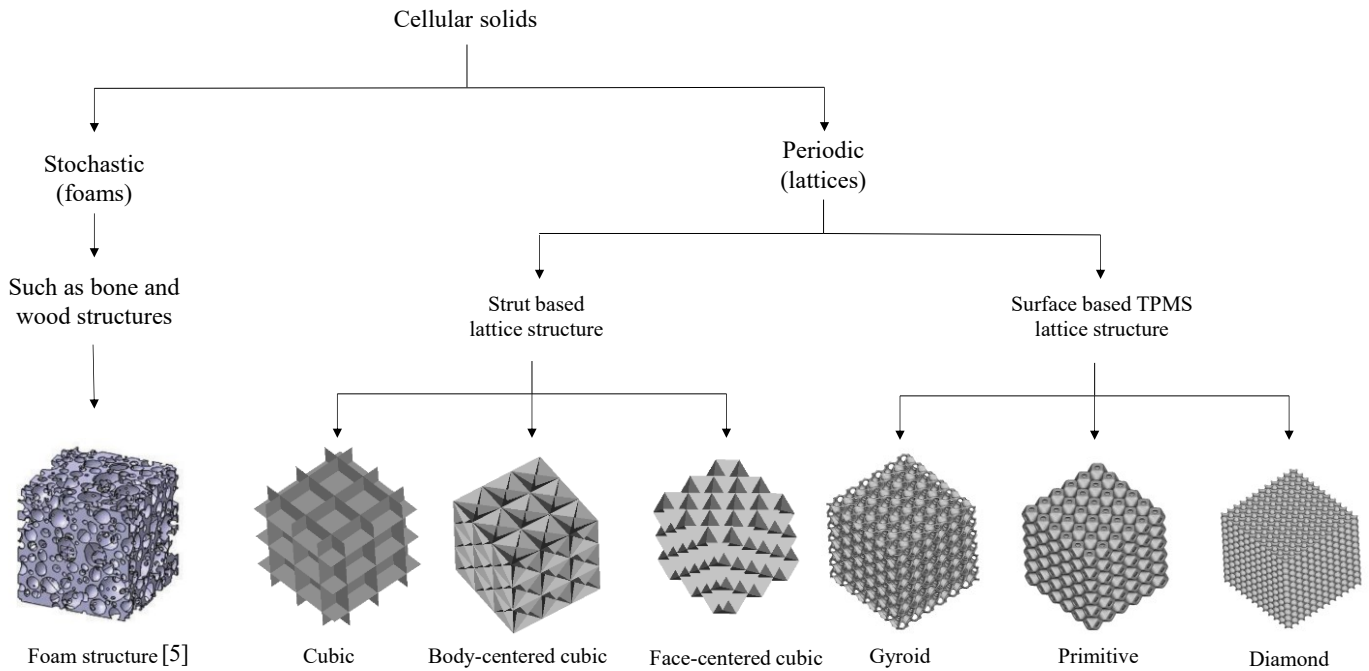 Cellular solids
Stochastic
(foams)
Periodic
(lattices)
Such as bone and
wood structures
Strut based
lattice structure
Surface based TPMS
lattice structure
Foam structure [5]
Cubic
Body-centered cubic
Face-centered cubic
Gyroid
Primitive
Diamond